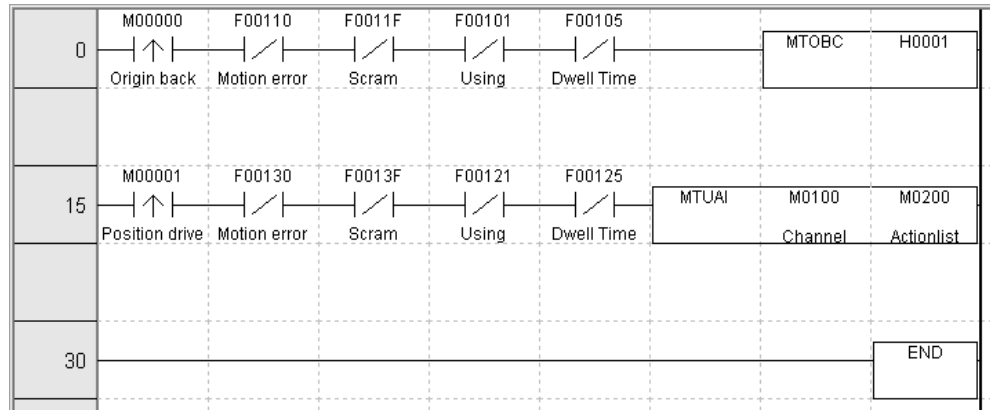 M00000 F00110 F0011F F00101 F00105
0 MTOBC H0001
Origin back Motion error Scram Using Dwell Time
M00001 F00130 F0013F F00121 F00125
15 MTUAI M0100 M0200
Position drive Motion error Scram Using Dwell Time Channel Actionlist
30 END